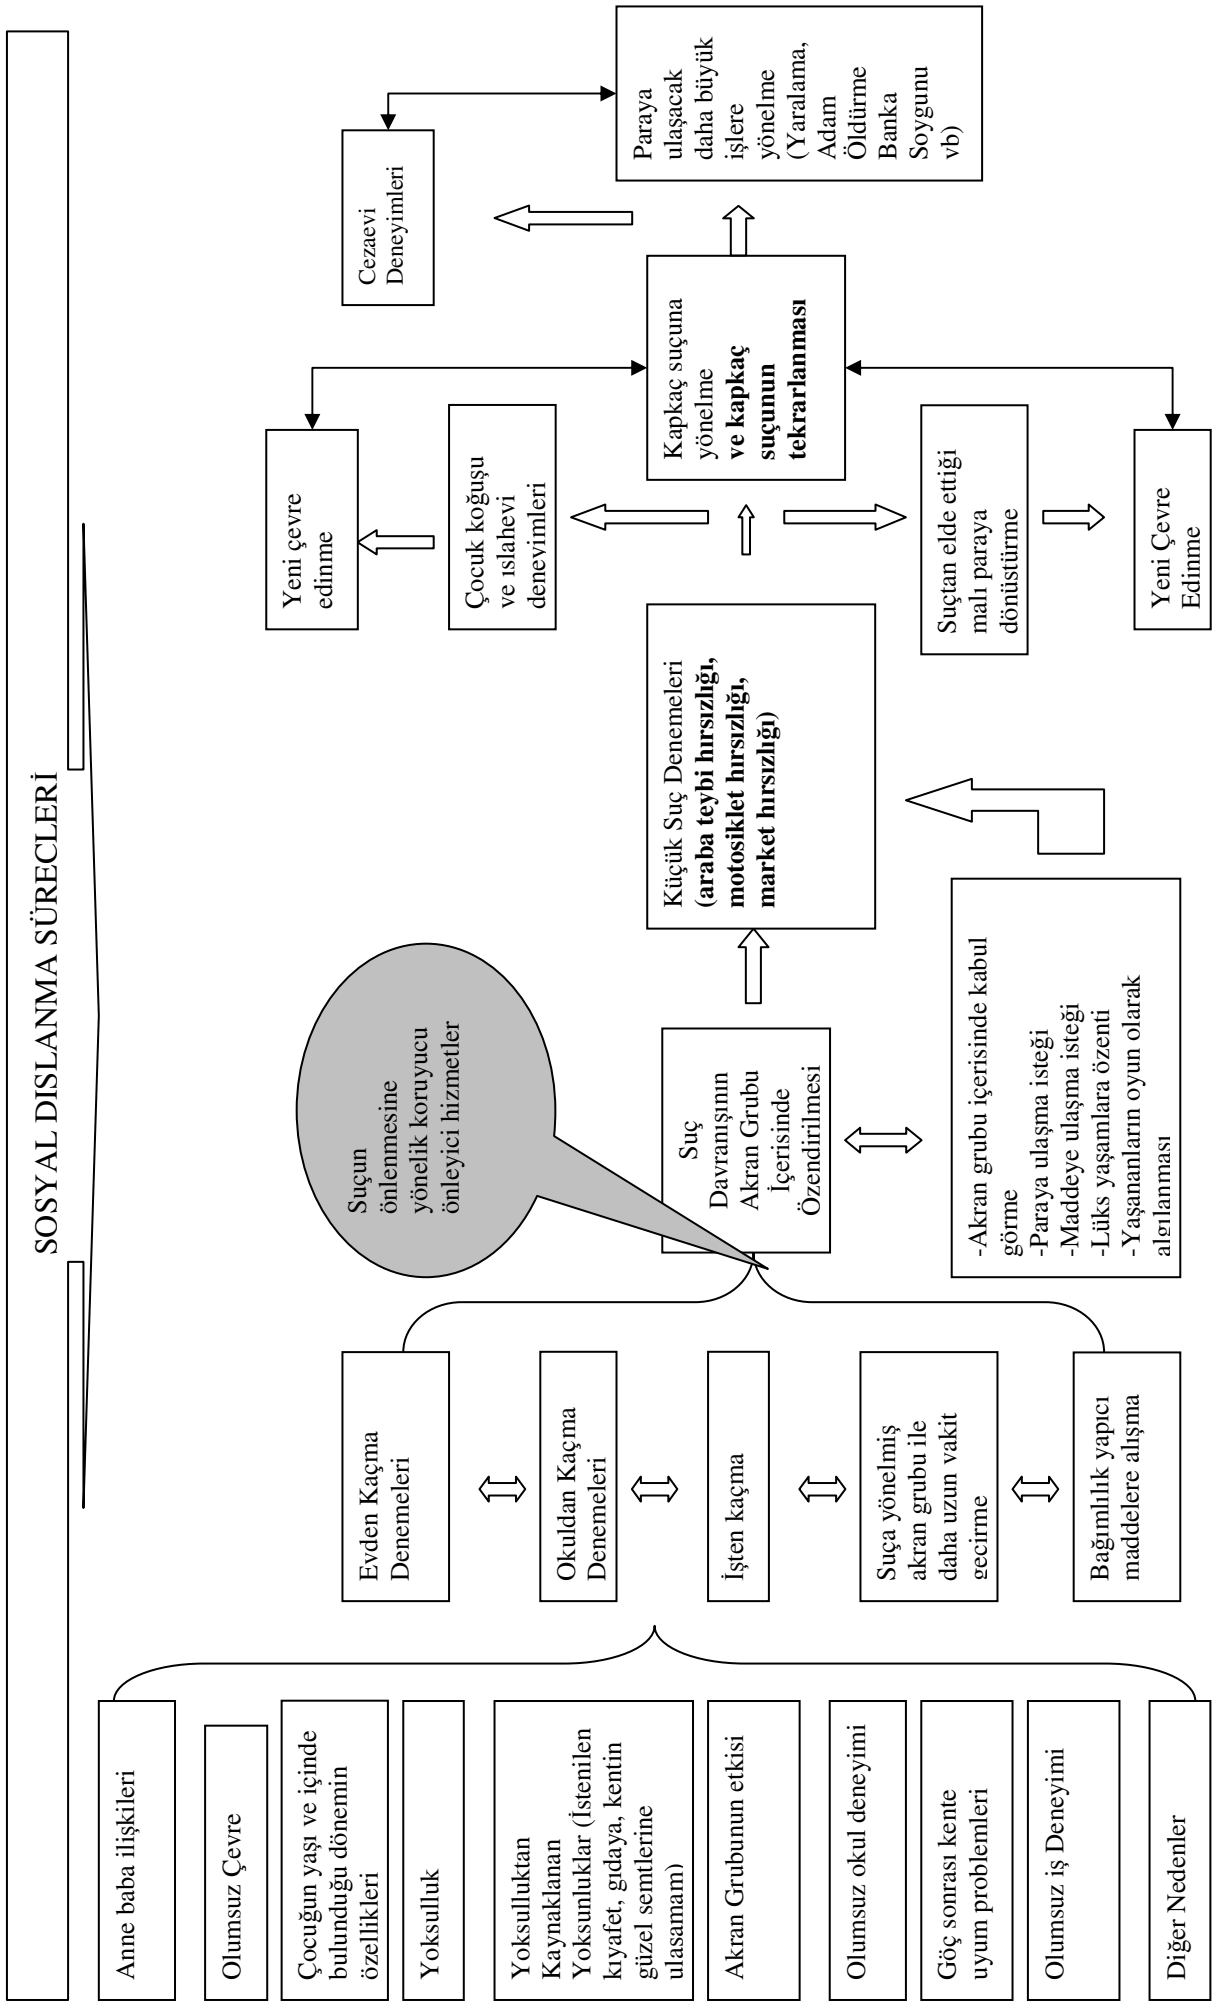 SOSYAL DISLANMA SÜRECLERİ
Anne baba ilişkileri
Olumsuz Çevre
Çocuğun yaşı ve içinde
bulunduğu dönemin
özellikleri
Yoksulluk
Yoksulluktan
Kaynaklanan
Yoksunluklar (İstenilen
kıyafet, gıdaya, kentin
güzel semtlerine
ulasamam)
Akran Grubunun etkisi
Olumsuz okul deneyimi
Göç sonrası kente
uyum problemleri
Olumsuz iş Deneyimi
Diğer Nedenler
Evden Kaçma
Denemeleri
Okuldan Kaçma
Denemeleri
İşten kaçma
Suça yönelmiş
akran grubu ile
daha uzun vakit
gecirme
Bağımlılık yapıcı
maddelere alışma
Suçun
önlenmesine
yönelik koruyucu
önleyici hizmetler
Suç
Davranışının
Akran Grubu
İçerisinde
Özendirilmesi
-Akran grubu içerisinde kabul
görme
-Paraya ulaşma isteği
-Maddeye ulaşma isteği
-Lüks yaşamlara özenti
-Yaşananların oyun olarak
algılanması
Küçük Suç Denemeleri
(araba teybi hırsızlığı,
motosiklet hırsızlığı,
market hırsızlığı)
Yeni çevre
edinme
Çocuk koğuşu
ve ıslahevi
denevimleri
Suçtan elde ettiği
malı paraya
dönüştürme
Yeni Çevre
Edinme
Kapkaç suçuna
yönelme
ve kapkaç
suçunun
tekrarlanması
Cezaevi
Deneyimleri
Paraya
ulaşacak
daha büyük
işlere
yönelme
(Yaralama,
Adam
Öldürme
Banka
Soygunu
vb)